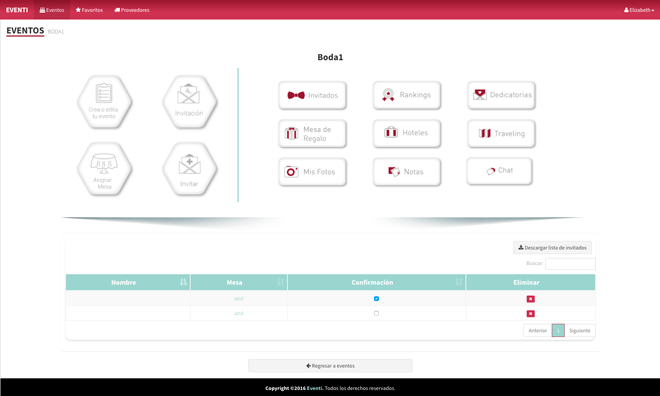 EVENTI Eventos Favoritos Proveedores Elizabeth
EVENTOS BODA1
Boda1
Crea o edita
tu evento
Invitación
Asignar
Mesa
Invitar
Invitados
Rankings
Dedicatorias
Mesa de
Regalo
Hoteles
Traveling
Mis Fotos
Notas
Chat
Descargar lista de invitados
Buscar:
Nombre Mesa Confirmación Eliminar
azul
azul
Anterior 1 Siguiente
Regresar a eventos
Copyright ©2016 Eventi. Todos los derechos reservados.